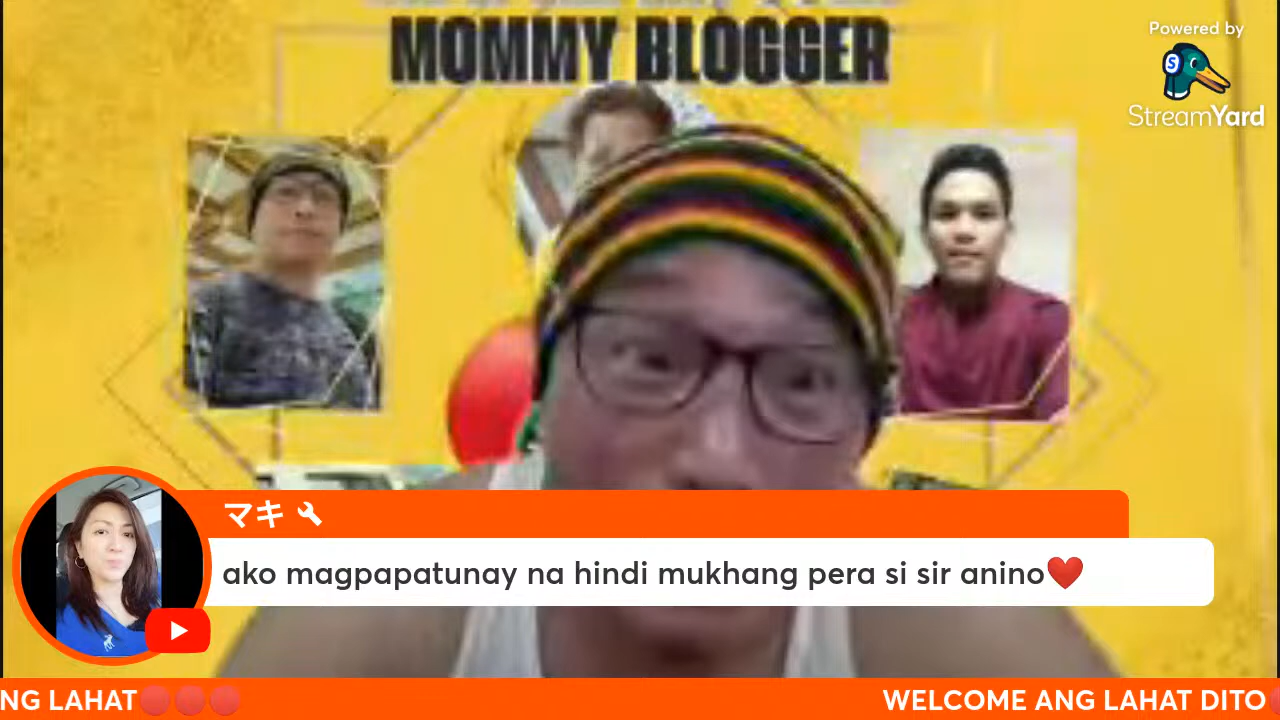 MOMMY BLOGGER
Powered by
StreamYard
マキ
ako magpapatunay na hindi mukhang pera si sir anino❤️
NG LAHAT🔴🔴🔴 WELCOME ANG LAHAT DITO